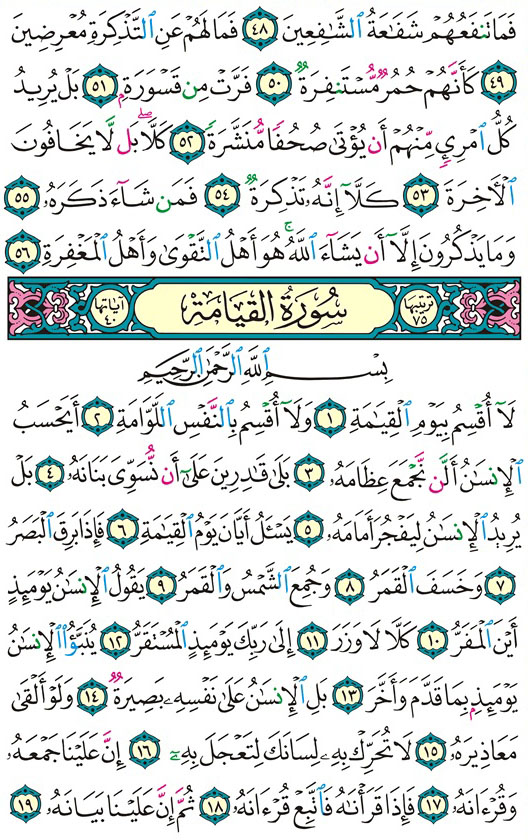 فَمَا تَنفَعُهُمْ شَفَٰعَةُ ٱلشَّٰفِعِينَ ٤٨ فَمَا لَهُمْ عَنِ ٱلتَّذْكِرَةِ مُعْرِضِينَ
٤٩ كَأَنَّهُمْ حُمُرٌ مُّسْتَنفِرَةٌ ٥٠ فَرَّتْ مِن قَسْوَرَةٍۭ ٥١ بَلْ يُرِيدُ
كُلُّ ٱمْرِئٍ مِّنْهُمْ أَن يُؤْتَىٰ صُحُفًا مُّنَشَّرَةً ٥٢ كَلَّا ۖ بَل لَّا يَخَافُونَ
ٱلْءَاخِرَةَ ٥٣ كَلَّآ إِنَّهُۥ تَذْكِرَةٌ ٥٤ فَمَن شَآءَ ذَكَرَهُۥ ٥٥
وَمَا يَذْكُرُونَ إِلَّآ أَن يَشَآءَ ٱللَّهُ ۚ هُوَ أَهْلُ ٱلتَّقْوَىٰ وَأَهْلُ ٱلْمَغْفِرَةِ ٥٦
ترتيبها ٧٥ سُورَةُ القِيَامَةِ آياتها ٤٠
بِسْمِ ٱللَّهِ ٱلرَّحْمَٰنِ ٱلرَّحِيمِ
لَآ أُقْسِمُ بِيَوْمِ ٱلْقِيَٰمَةِ ١ وَلَآ أُقْسِمُ بِٱلنَّفْسِ ٱللَّوَّامَةِ ٢ أَيَحْسَبُ
ٱلْإِنسَٰنُ أَلَّن نَّجْمَعَ عِظَامَهُۥ ٣ بَلَىٰ قَٰدِرِينَ عَلَىٰٓ أَن نُّسَوِّىَ بَنَانَهُۥ ٤ بَلْ
يُرِيدُ ٱلْإِنسَٰنُ لِيَفْجُرَ أَمَامَهُۥ ٥ يَسْـَٔلُ أَيَّانَ يَوْمُ ٱلْقِيَٰمَةِ ٦ فَإِذَا بَرِقَ ٱلْبَصَرُ
٧ وَخَسَفَ ٱلْقَمَرُ ٨ وَجُمِعَ ٱلشَّمْسُ وَٱلْقَمَرُ ٩ يَقُولُ ٱلْإِنسَٰنُ يَوْمَئِذٍ
أَيْنَ ٱلْمَفَرُّ ١٠ كَلَّا لَا وَزَرَ ١١ إِلَىٰ رَبِّكَ يَوْمَئِذٍ ٱلْمُسْتَقَرُّ ١٢ يُنَبَّؤُا۟ ٱلْإِنسَٰنُ
يَوْمَئِذٍۭ بِمَا قَدَّمَ وَأَخَّرَ ١٣ بَلِ ٱلْإِنسَٰنُ عَلَىٰ نَفْسِهِۦ بَصِيرَةٌ ١٤ وَلَوْ أَلْقَىٰ
مَعَاذِيرَهُۥ ١٥ لَا تُحَرِّكْ بِهِۦ لِسَانَكَ لِتَعْجَلَ بِهِۦٓ ١٦ إِنَّ عَلَيْنَا جَمْعَهُۥ
وَقُرْءَانَهُۥ ١٧ فَإِذَا قَرَأْنَٰهُ فَٱتَّبِعْ قُرْءَانَهُۥ ١٨ ثُمَّ إِنَّ عَلَيْنَا بَيَانَهُۥ ١٩